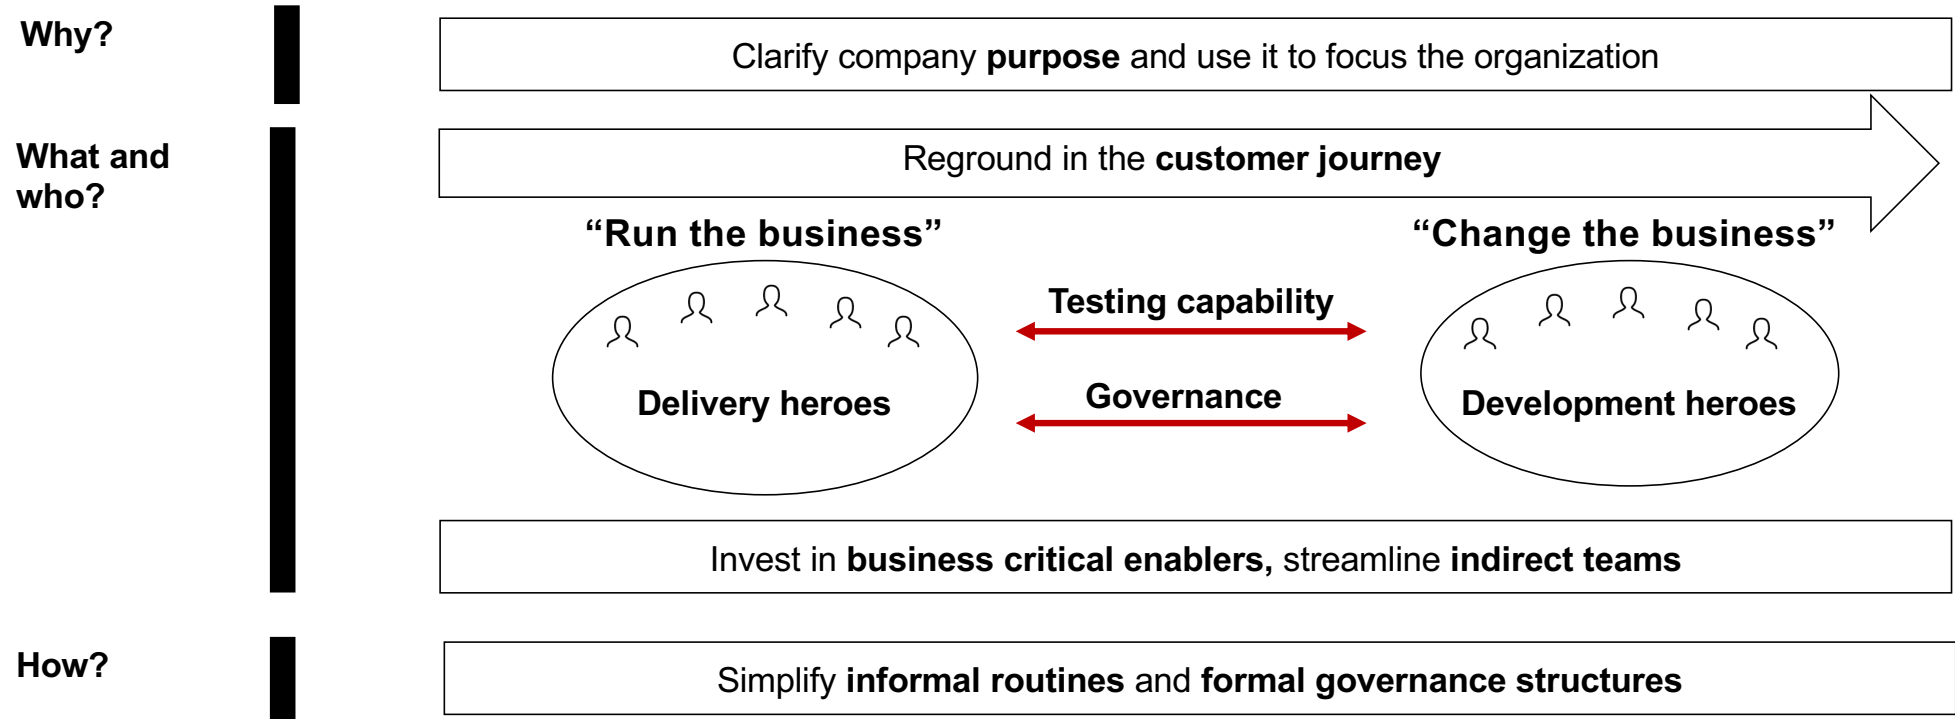 Why?
Clarify company purpose and use it to focus the organization
What and
who?
Reground in the customer journey
“Run the business”
“Change the business”
Testing capability
Governance
Delivery heroes
Development heroes
Invest in business critical enablers, streamline indirect teams
How?
Simplify informal routines and formal governance structures